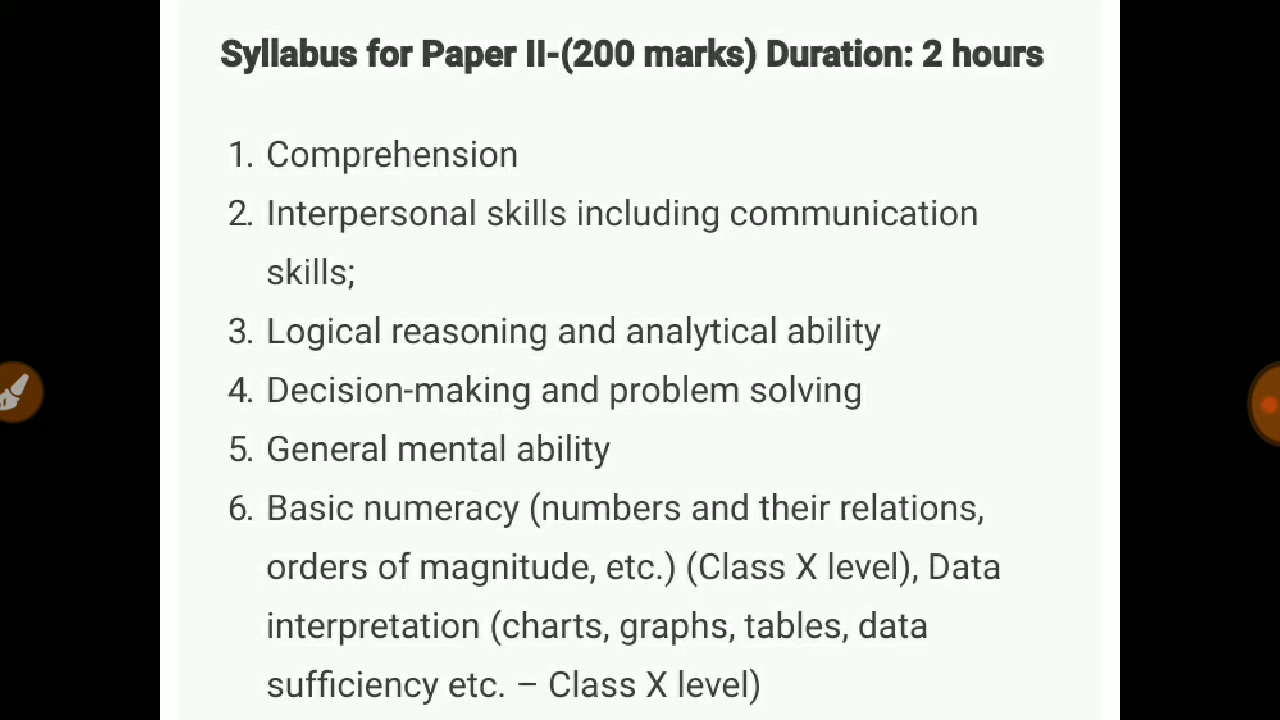 Syllabus for Paper II-(200 marks) Duration: 2 hours
1. Comprehension
2. Interpersonal skills including communication
skills;
3. Logical reasoning and analytical ability
4. Decision-making and problem solving
5. General mental ability
6. Basic numeracy (numbers and their relations,
orders of magnitude, etc.) (Class X level), Data
interpretation (charts, graphs, tables, data
sufficiency etc. – Class X level)